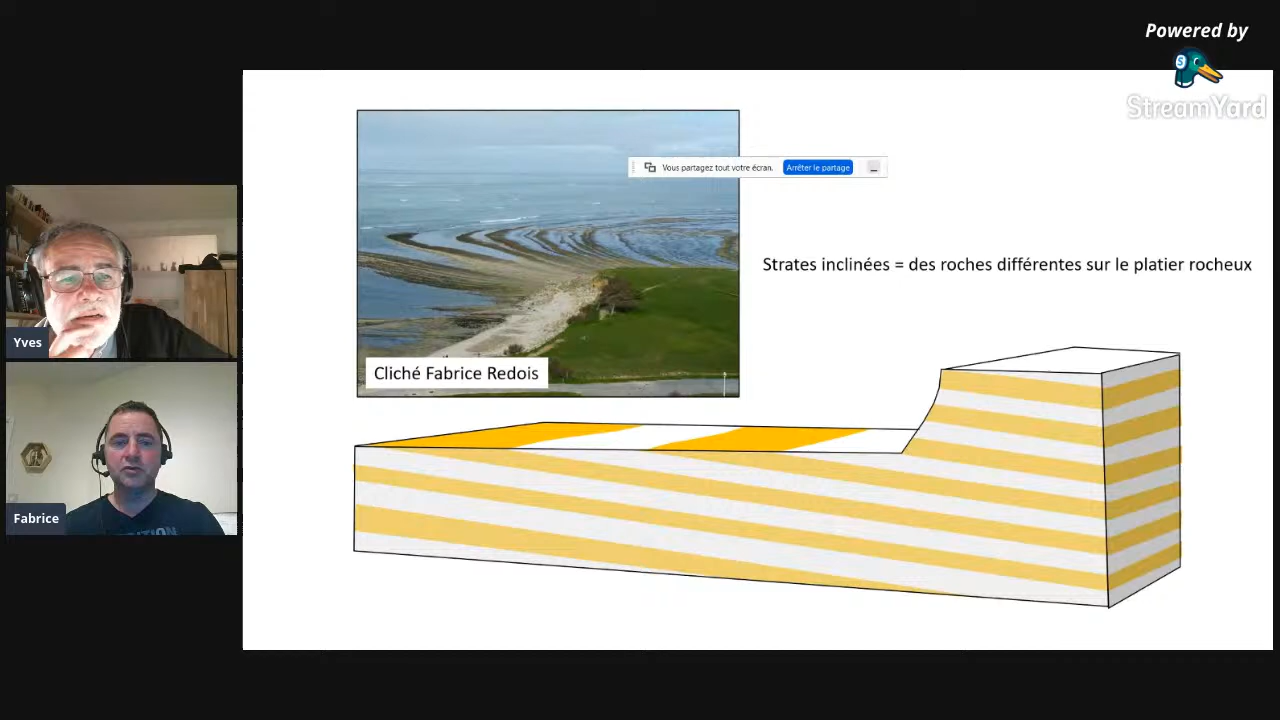 Powered by
StreamYard
Vous partagez tout votre écran. Arrêter le partage
Strates inclinées = des roches différentes sur le platier rocheux
Yves
Cliché Fabrice Redois
Fabrice